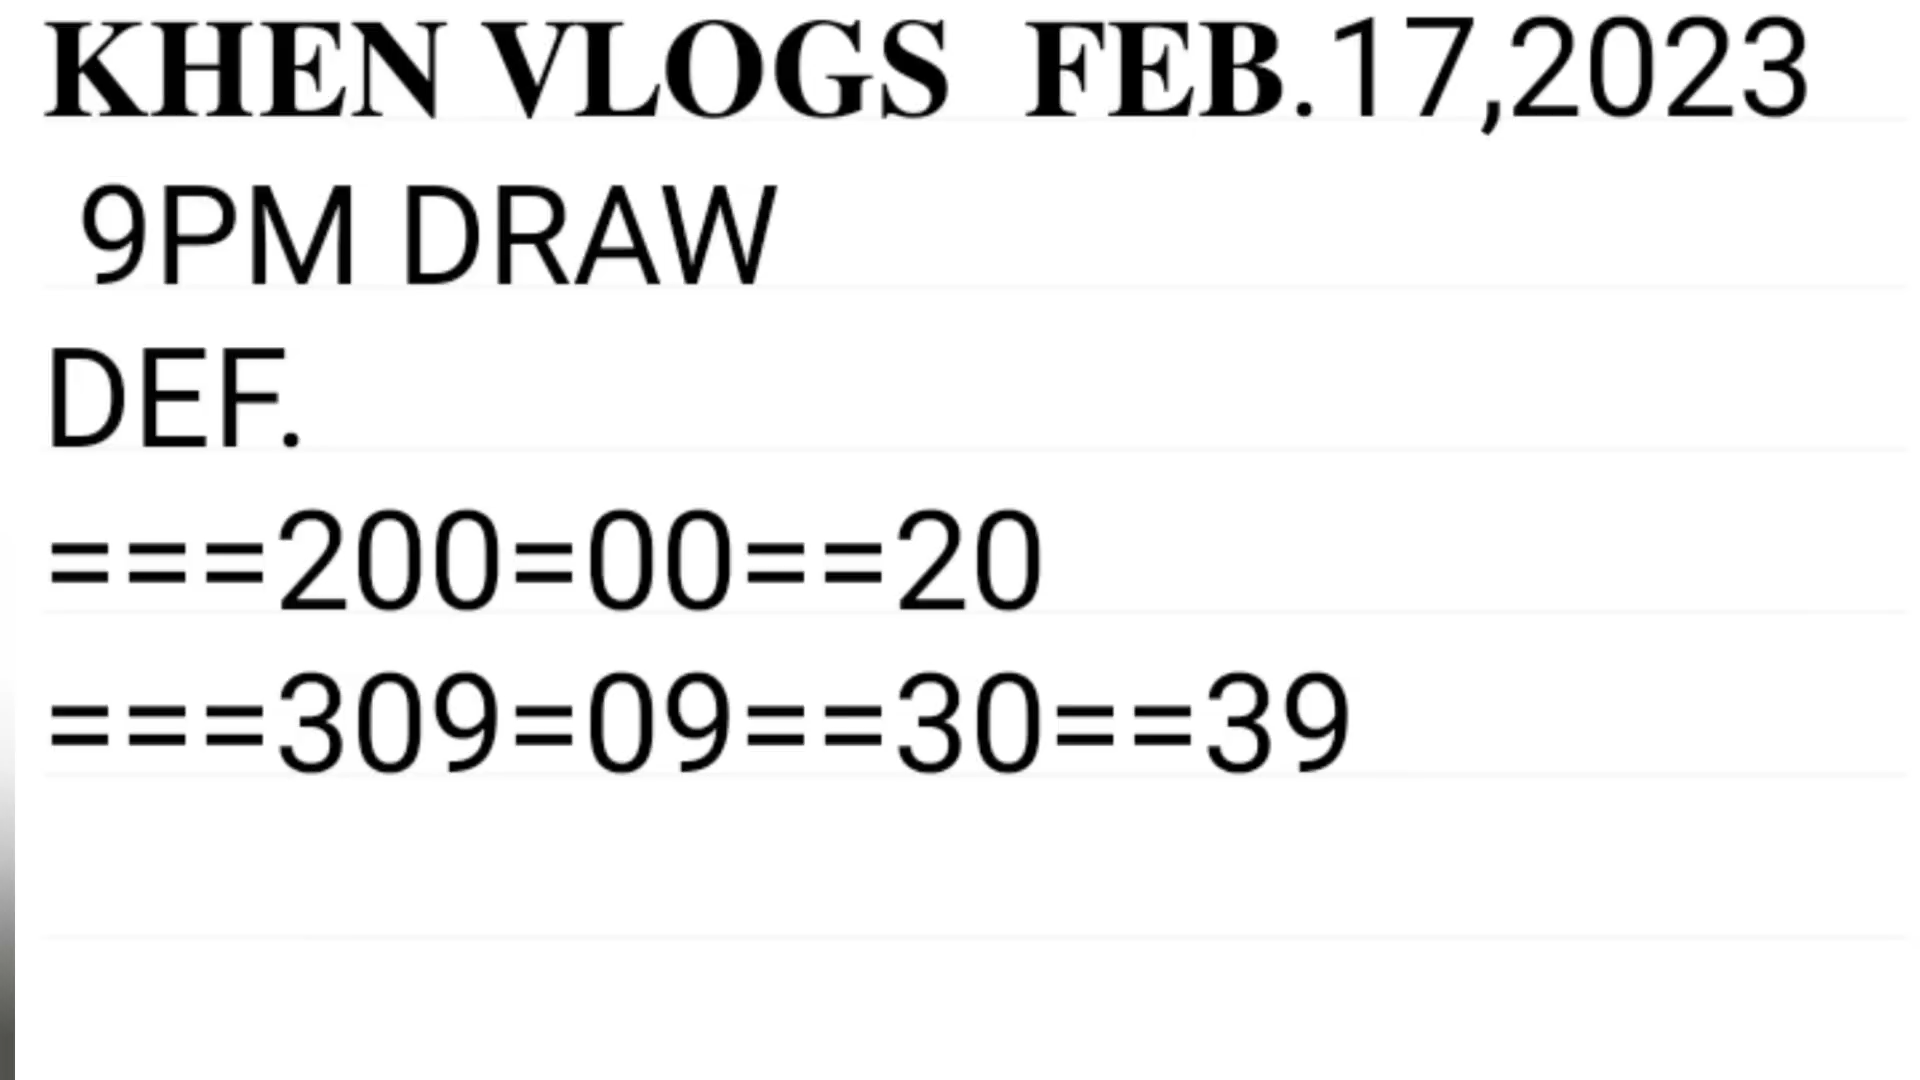 KHEN VLOGS  FEB.17,2023
9PM DRAW
DEF.
===200=00==20
===309=09==30==39